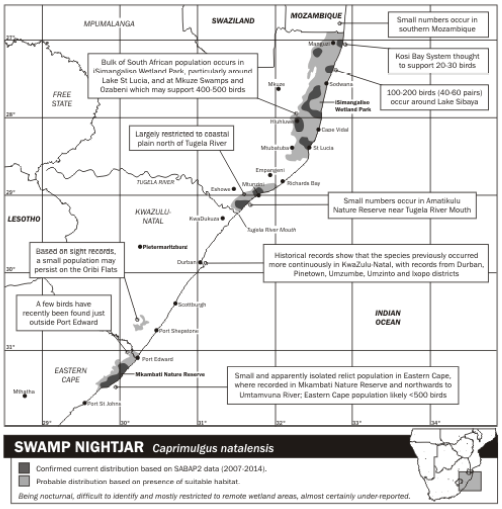 MPUMALANGA
SWAZILAND
MOZAMBIQUE
Small numbers occur in
southern Mozambique
Manguzi
Kosi Bay System thought
to support 20-30 birds
Bulk of South African population occurs in
iSimangaliso Wetland Park, particularly around
Lake St Lucia, and at Mkuze Swamps and
Ozabeni which may support 400-500 birds
Mkuze
Sodwana
100-200 birds (40-60 pairs)
occur around Lake Sibaya
FREE
STATE
iSimangaliso
Wetland Park
28°
Hluhluwe
Cape Vidal
Largely restricted to coastal
plain north of Tugela River
Mtubatuba
St Lucia
Empangeni
TUGELA RIVER
Eshowe
Mtunzini
Richards Bay
29°
Small numbers occur in Amatikulu
Nature Reserve near Tugela River Mouth
LESOTHO
KWAZULU-
NATAL
KwaDukuza
Tugela River Mouth
Pietermaritzburg
Based on sight records,
a small population may
persist on the Oribi Flats
Historical records show that the species previously occurred
more continuously in KwaZulu-Natal, with records from Durban,
Pinetown, Umzumbe, Umzinto and Ixopo districts
Durban
30°
A few birds have
recently been found just
outside Port Edward
Scottburgh
INDIAN
OCEAN
Port Shepstone
31°
Port Edward
EASTERN
CAPE
Mkambati Nature Reserve
Small and apparently isolated relict population in Eastern Cape,
where recorded in Mkambati Nature Reserve and northwards to
Umtamvuna River; Eastern Cape population likely <500 birds
Mthatha
Port St Johns
29° 30° 31° 32° 33°
SWAMP NIGHTJAR Caprimulgus natalensis
Confirmed current distribution based on SABAP2 data (2007-2014).
Probable distribution based on presence of suitable habitat.
Being nocturnal, difficult to identify and mostly restricted to remote wetland areas, almost certainly under-reported.